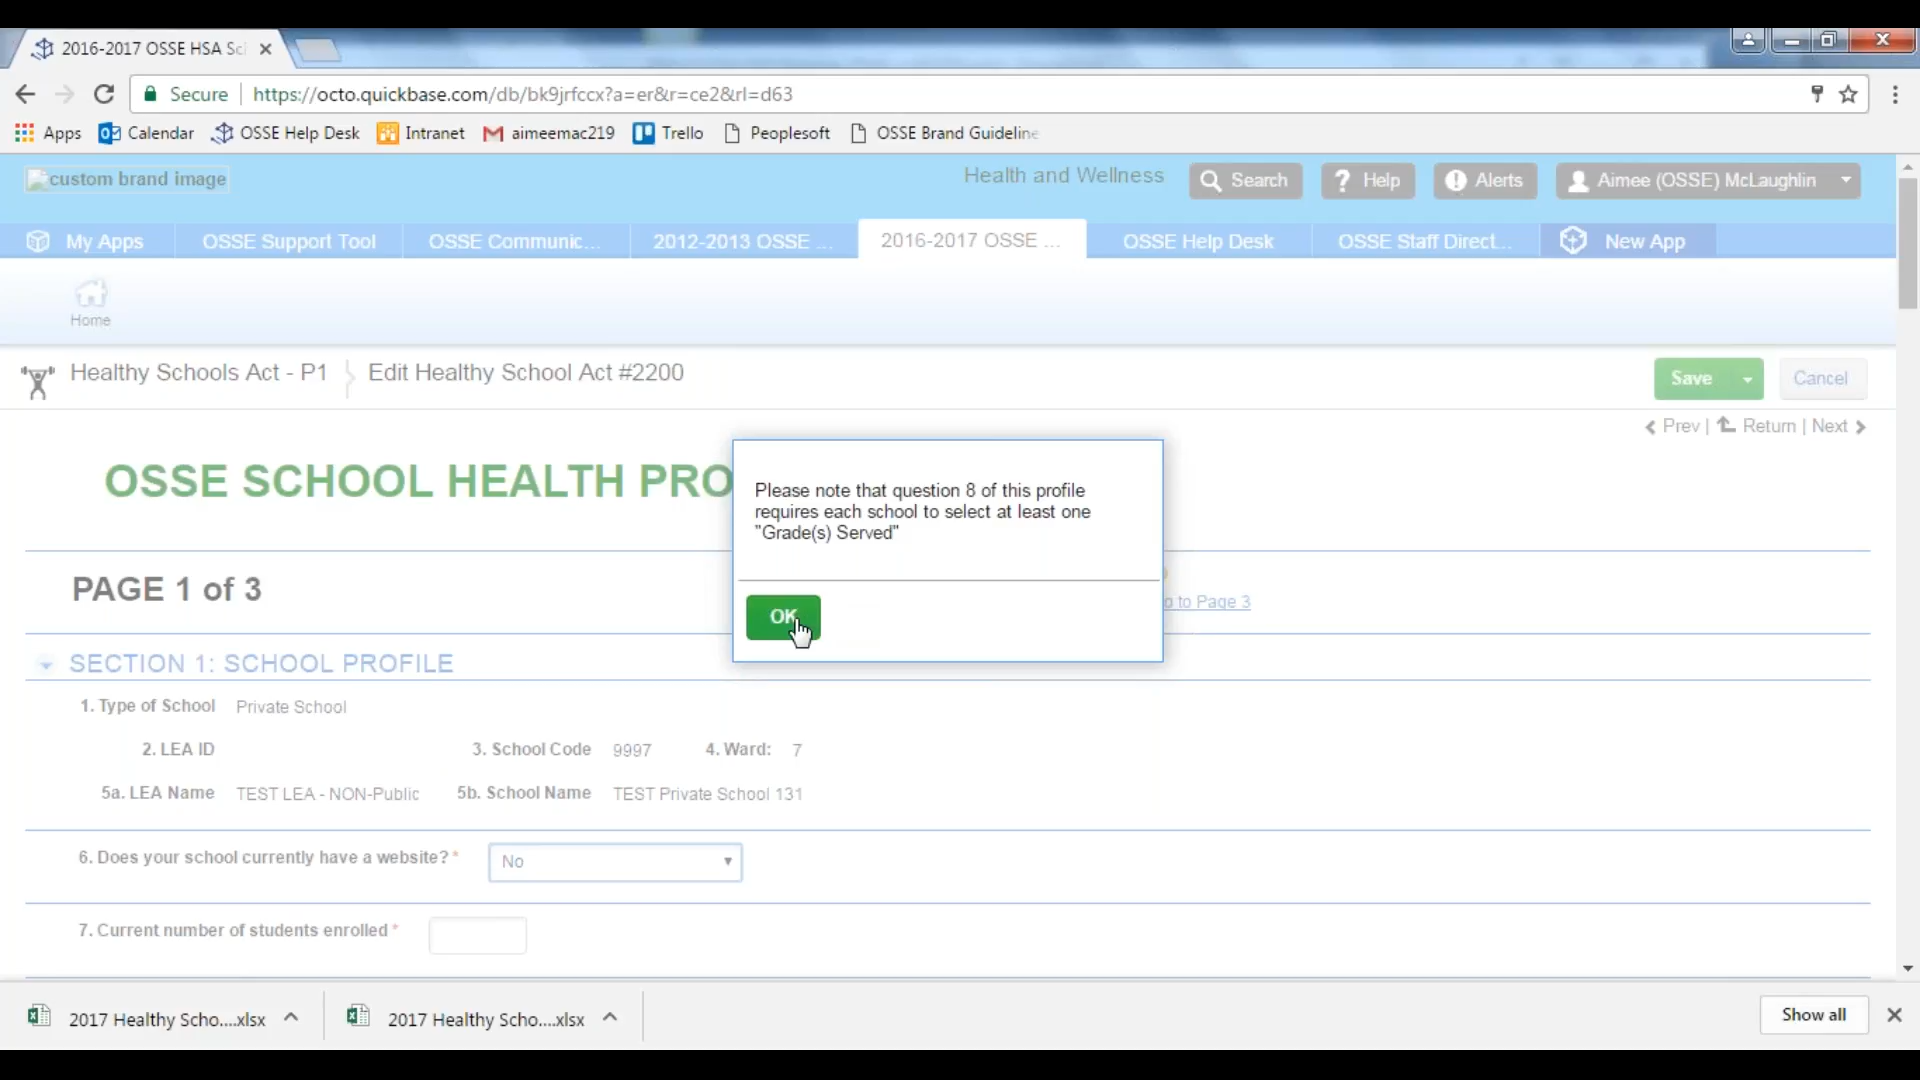 2016-2017 OSSE HSA Sc
Secure https://octo.quickbase.com/db/bk9jrfccx?a=er&r=ce2&rl=d63
Apps Calendar OSSE Help Desk Intranet aimeemac219 Trello Peoplesoft OSSE Brand Guideline
custom brand image Health and Wellness Search Help Alerts Aimee (OSSE) McLaughlin
My Apps OSSE Support Tool OSSE Communic... 2012-2013 OSSE ... 2016-2017 OSSE ... OSSE Help Desk OSSE Staff Direct... New App
Home
Healthy Schools Act - P1 Edit Healthy School Act #2200 Save Cancel
Prev | Return | Next
OSSE SCHOOL HEALTH PRO
Please note that question 8 of this profile
requires each school to select at least one
"Grade(s) Served"
OK
PAGE 1 of 3
to Page 3
SECTION 1: SCHOOL PROFILE
1. Type of School Private School
2. LEA ID 3. School Code 9997 4. Ward: 7
5a. LEA Name TEST LEA - NON-Public 5b. School Name TEST Private School 131
6. Does your school currently have a website? * No
7. Current number of students enrolled *
2017 Healthy Scho....xlsx 2017 Healthy Scho....xlsx Show all